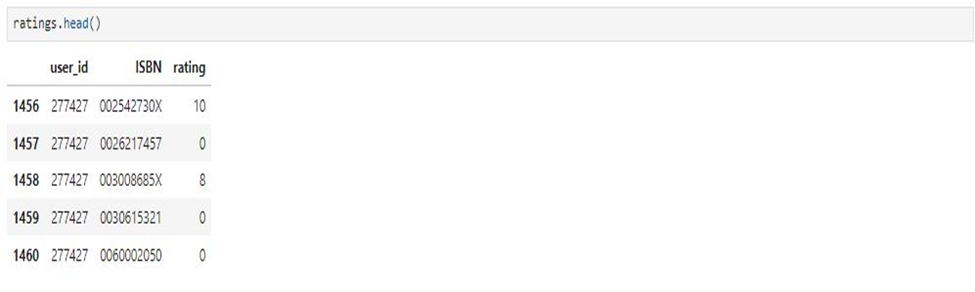 ratings.head()
user_id ISBN rating
1456 277427 002542730X 10
1457 277427 0026217457 0
1458 277427 003008685X 8
1459 277427 0030615321 0
1460 277427 0060002050 0